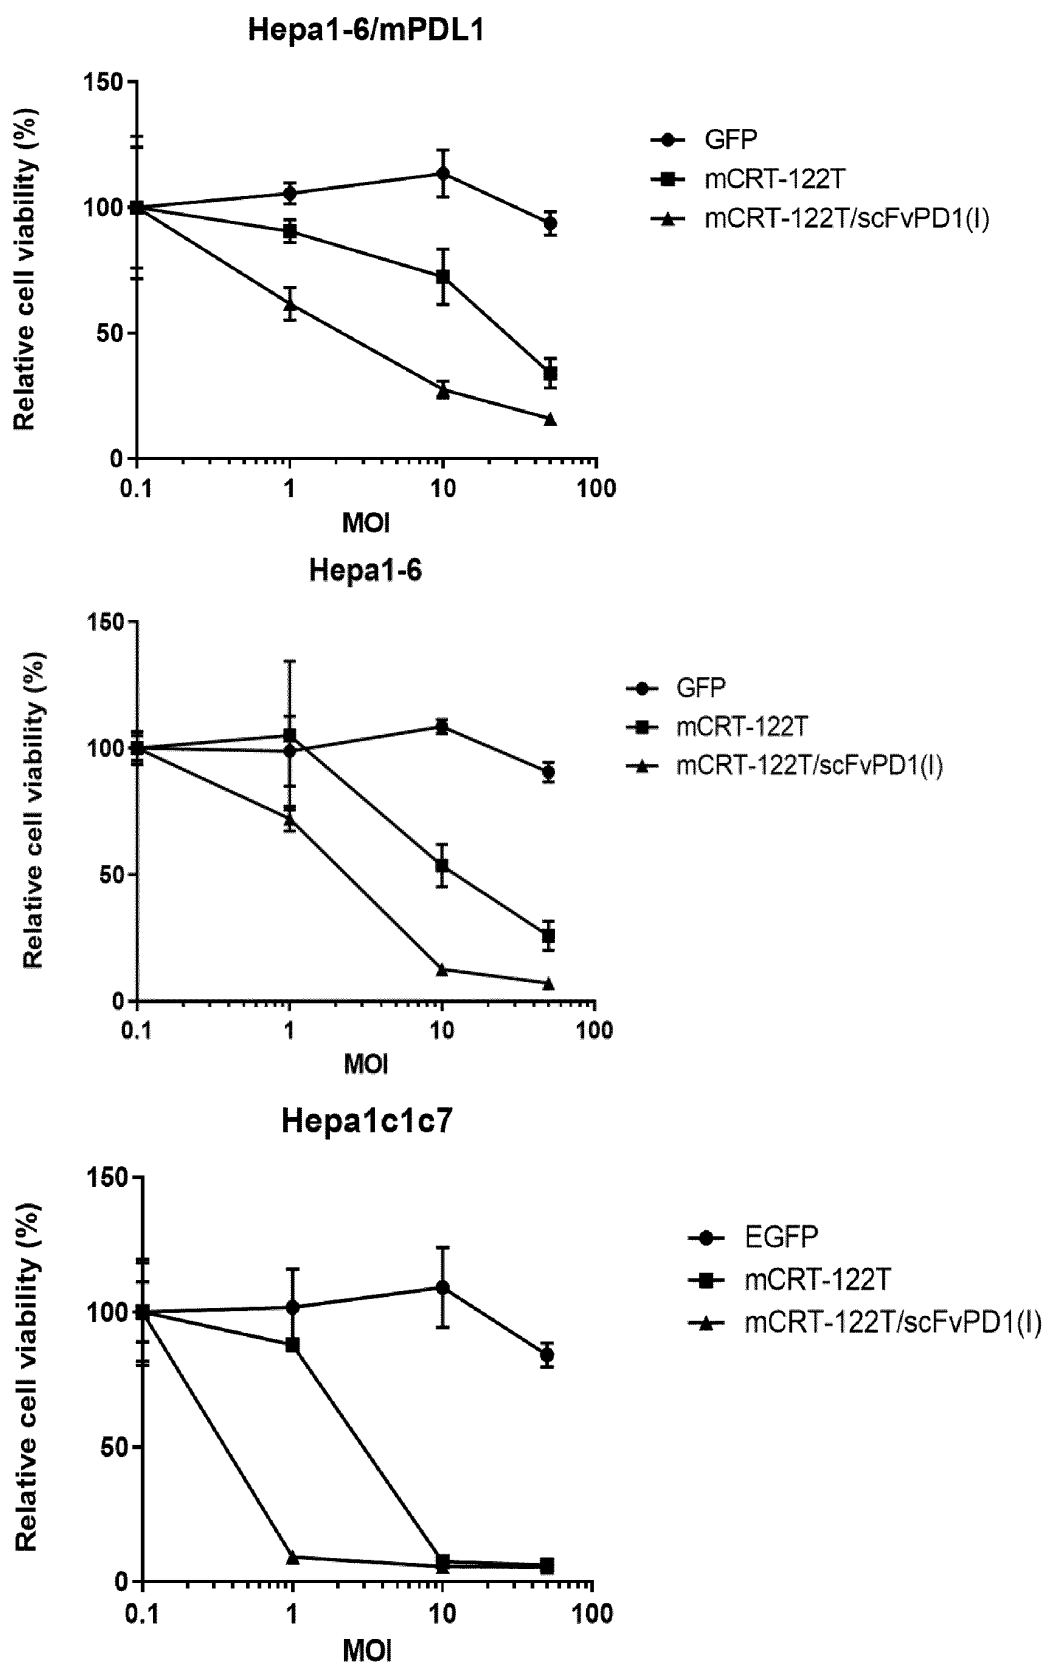 Hepa1-6/mPDL1
Relative cell viability (%)
150
100
50
0
0.1 1 10 100
MOI
GFP
mCRT-122T
mCRT-122T/scFvPD1(I)
Hepa1-6
Relative cell viability (%)
150
100
50
0
0.1 1 10 100
MOI
GFP
mCRT-122T
mCRT-122T/scFvPD1(I)
Hepa1c1c7
Relative cell viability (%)
150
100
50
0
0.1 1 10 100
MOI
EGFP
mCRT-122T
mCRT-122T/scFvPD1(I)